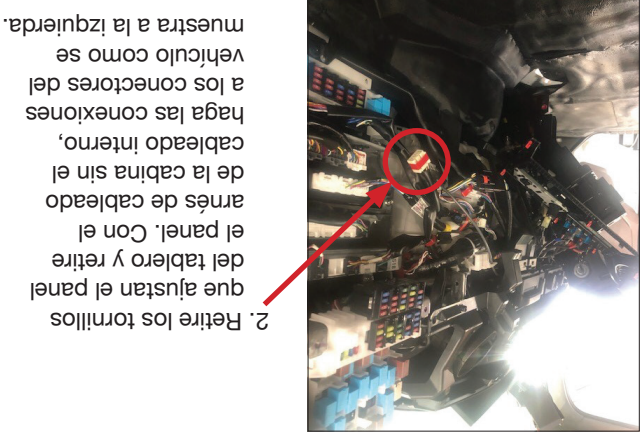 2. Retire los tornillos
que ajustan el panel
del tablero y retire
el panel. Con el
arnés de cableado
de la cabina sin el
cableado interno,
haga las conexiones
a los conectores del
vehículo como se
muestra a la izquierda.